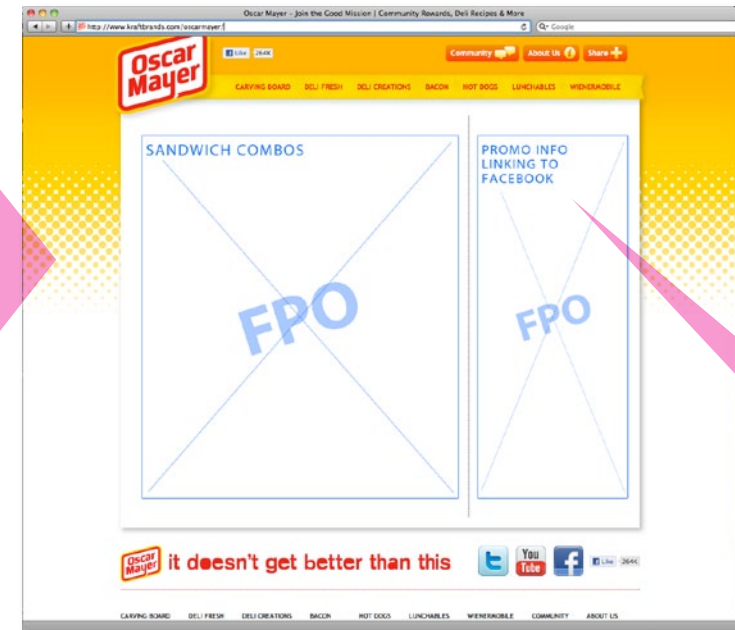 Oscar Mayer - Join the Good Mission | Community Rewards, Deli Recipes & More
http://www.kraftbrands.com/oscarmayer/
Google
Oscar
Mayer
Like 264K
Community
About Us
Share
CARVING BOARD DELI FRESH DELI CREATIONS BACON HOT DOGS LUNCHABLES WIENERMOBILE
SANDWICH COMBOS
FPO
PROMO INFO
LINKING TO
FACEBOOK
FPO
Oscar
Mayer
it doesn't get better than this
You
Tube
Like 264K
CARVING BOARD DELI FRESH DELI CREATIONS BACON HOT DOGS LUNCHABLES WIENERMOBILE COMMUNITY ABOUT US